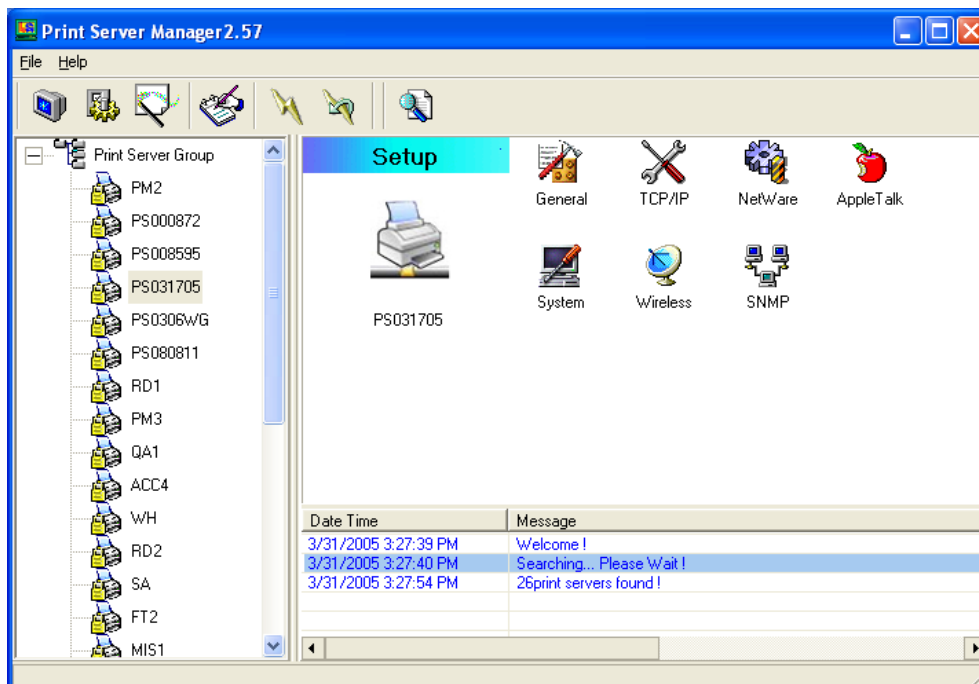 Print Server Manager2.57
File Help
Print Server Group
PM2
PS000872
PS008595
PS031705
PS0306WG
PS080811
RD1
PM3
QA1
ACC4
WH
RD2
SA
FT2
MIS1
Setup
PS031705
General TCP/IP NetWare AppleTalk
System Wireless SNMP
Date Time Message
3/31/2005 3:27:39 PM Welcome !
3/31/2005 3:27:40 PM Searching... Please Wait !
3/31/2005 3:27:54 PM 26print servers found !